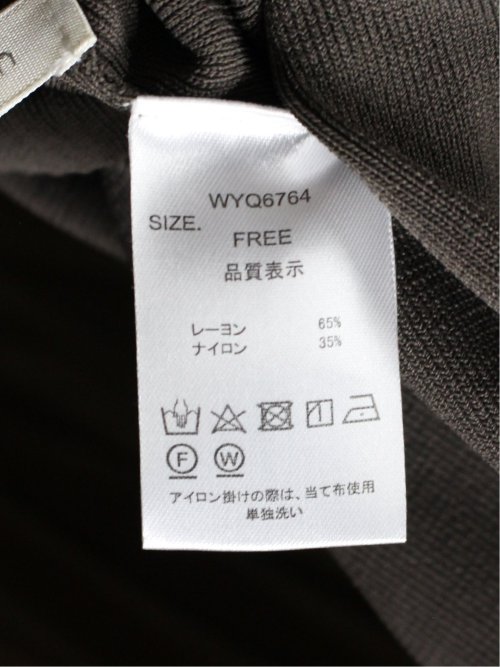 WYQ6764
SIZE.
FREE
品質表示
レーヨン 65%
ナイロン 35%
F W
アイロン掛けの際は、当て布使用
単独洗い